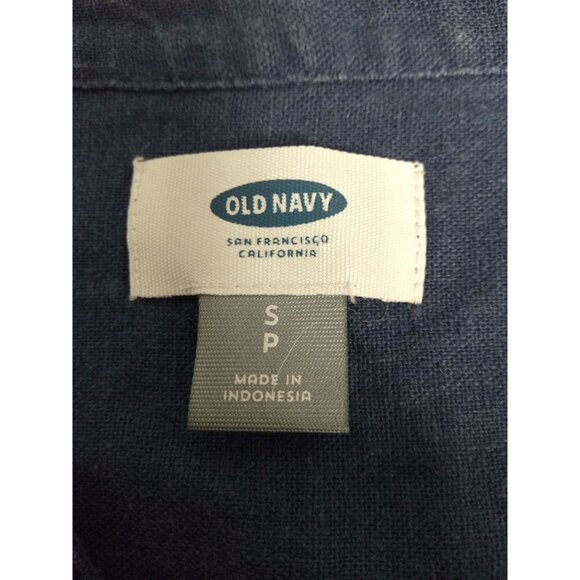 OLD NAVY
SAN FRANCISCO
CALIFORNIA
S
P
MADE IN
INDONESIA